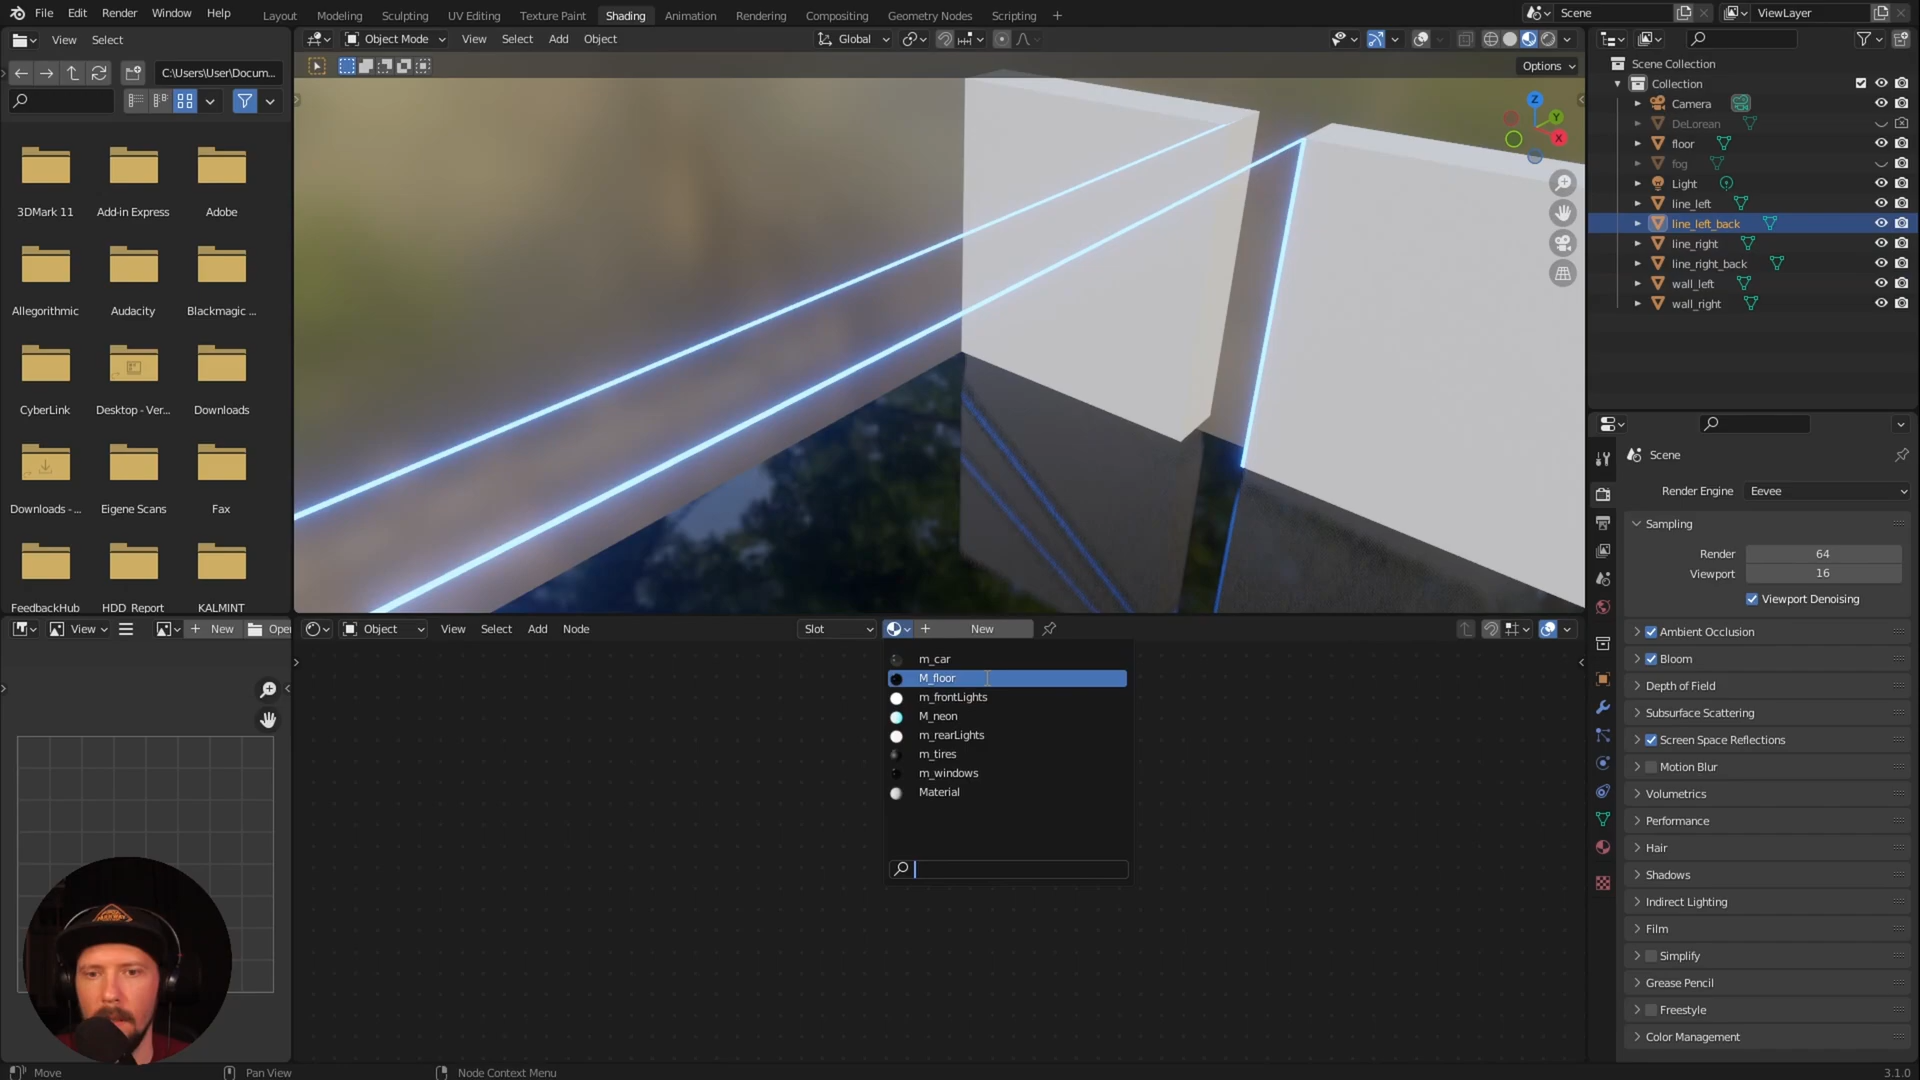 File Edit Render Window Help Layout Modeling Sculpting UV Editing Texture Paint Shading Animation Rendering Compositing Geometry Nodes Scripting + Scene ViewLayer
View Select Object Mode View Select Add Object Global
C:\Users\User\Docum... Options
3DMark 11 Add-in Express Adobe
Allegorithmic Audacity Blackmagic ...
CyberLink Desktop - Ver... Downloads
Downloads - ... Eigene Scans Fax
FeedbackHub HDD_Report KALMINT
Z Y X
Scene Collection
Collection
Camera
DeLorean
floor
fog
Light
line_left
line_left_back
line_right
line_right_back
wall_left
wall_right
Scene
Render Engine Eevee
Sampling
Render 64
Viewport 16
Viewport Denoising
Ambient Occlusion
Bloom
Depth of Field
Subsurface Scattering
Screen Space Reflections
Motion Blur
Volumetrics
Performance
Hair
Shadows
Indirect Lighting
Film
Simplify
Grease Pencil
Freestyle
Color Management
View + New Ope
Object View Select Add Node Slot + New
m_car
M_floor
m_frontLights
M_neon
m_rearLights
m_tires
m_windows
Material
Move Pan View Node Context Menu 3.1.0